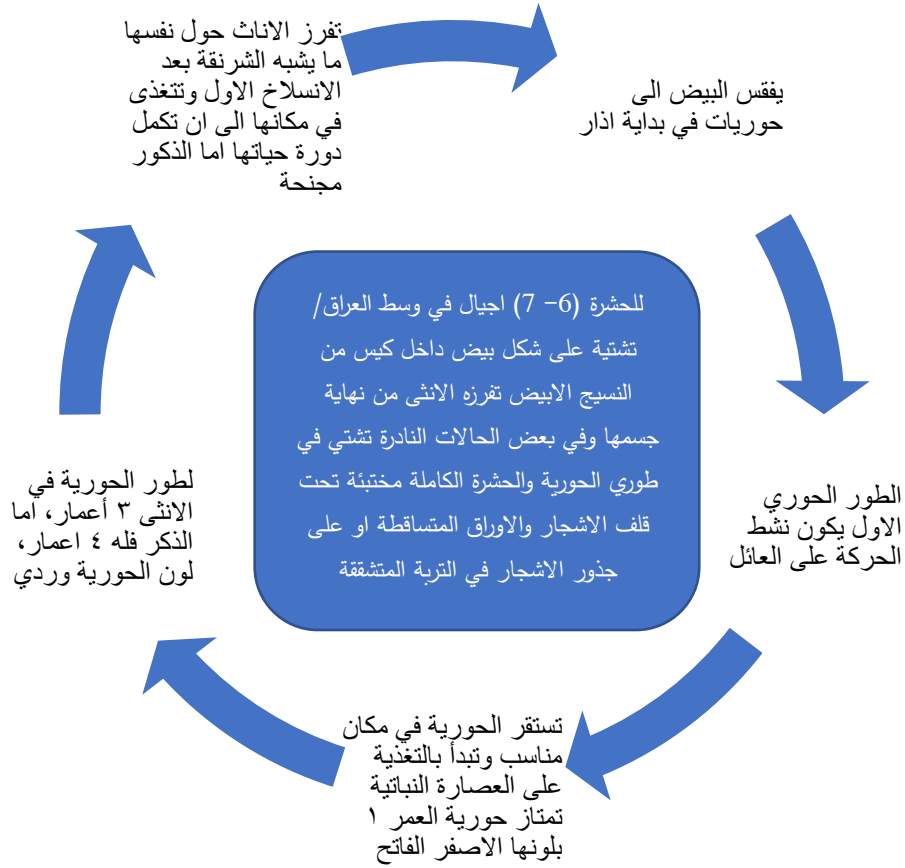 تفرز الاناث حول نفسها
ما يشبه الشرنقة بعد
الانسلاخ الاول وتتغذى
في مكانها الى ان تكمل
دورة حياتها اما الذكور
مجنحة
يفقس البيض الى
حوريات في بداية اذار
الطور الحوري
الاول يكون نشط
الحركة على العائل
تستقر الحورية في مكان
مناسب وتبدأ بالتغذية
على العصارة النباتية
تمتاز حورية العمر ١
بلونها الاصفر الفاتح
لطور الحورية في
الانثى ٣ أعمار، اما
الذكر فله ٤ اعمار،
لون الحورية وردي
للحشرة (6- 7) اجيال في وسط العراق/
تشتية على شكل بيض داخل كيس من
النسيج الابيض تفرزه الانثى من نهاية
جسمها وفي بعض الحالات النادرة تشتي في
طوري الحورية والحشرة الكاملة مختبئة تحت
قلف الاشجار والاوراق المتساقطة او على
جذور الاشجار في التربة المتشققة